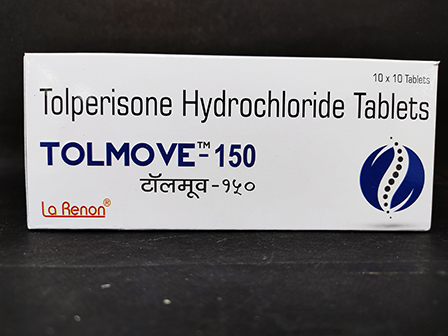 10 x 10 Tablets
Tolperisone Hydrochloride Tablets
TOLMOVE™-150
टॉलमूव-१५०
La Renon®